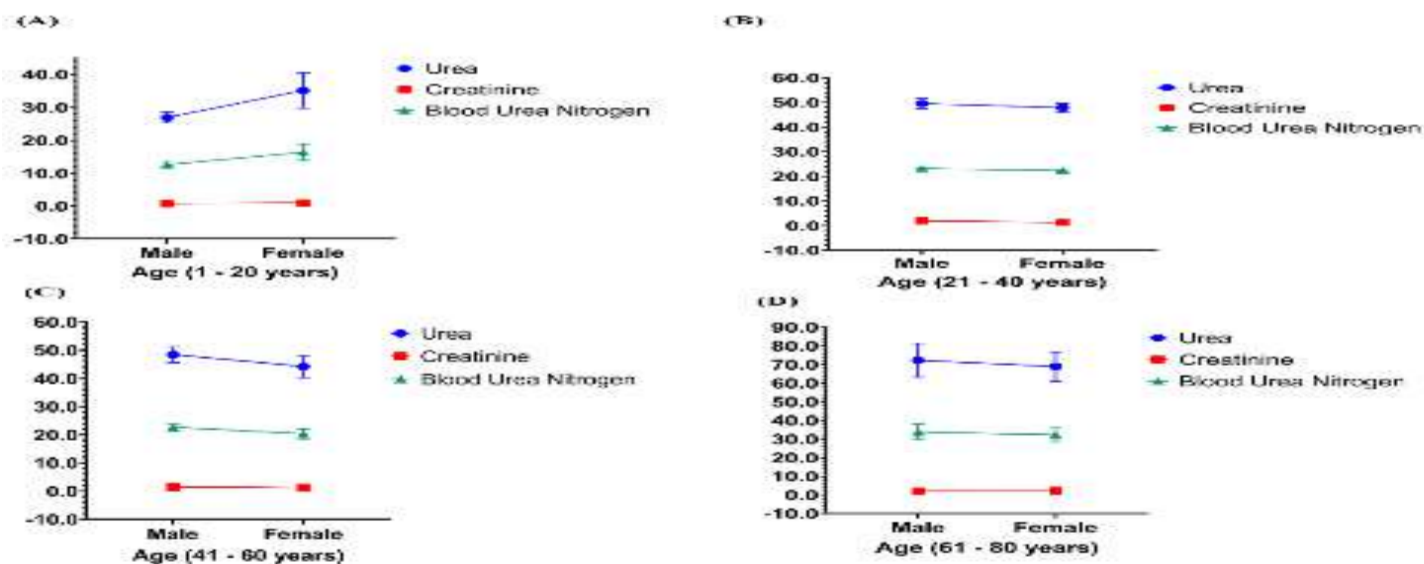 (A)
40.0
30.0
20.0
10.0
0.0
-10.0
Male Female
Age (1 - 20 years)
Urea
Creatinine
Blood Urea Nitrogen
(B)
60.0
50.0
40.0
30.0
20.0
10.0
0.0
-10.0
Male Female
Age (21 - 40 years)
Urea
Creatinine
Blood Urea Nitrogen
(C)
60.0
50.0
40.0
30.0
20.0
10.0
0.0
-10.0
Male Female
Age (41 - 60 years)
Urea
Creatinine
Blood Urea Nitrogen
(D)
90.0
80.0
70.0
60.0
50.0
40.0
30.0
20.0
10.0
0.0
-10.0
Male Female
Age (61 - 80 years)
Urea
Creatinine
Blood Urea Nitrogen